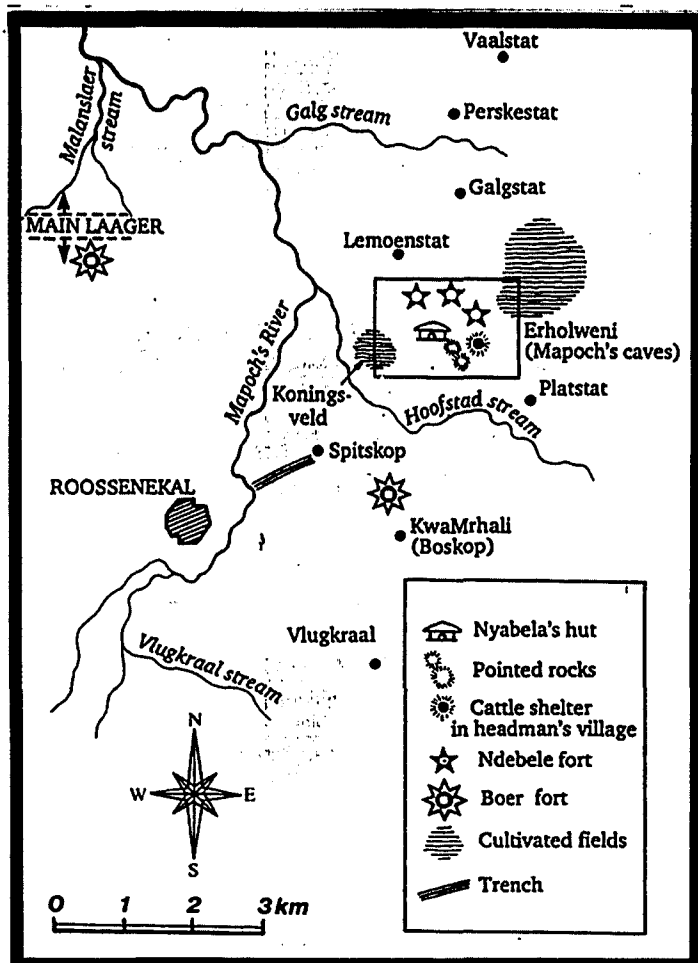 Vaalstat
Malanslaer
stream
Galg stream
Perskestat
Galgstat
MAIN LAAGER
Lemoenstat
Mapoch's River
Erholweni
(Mapoch's caves)
Konings-
veld
Platstat
Hoofstad stream
Spitskop
ROOSSENEKAL
KwaMrhali
(Boskop)
Vlugkraal
Vlugkraal stream
N
W E
S
0 1 2 3 km
Nyabela's hut
Pointed rocks
Cattle shelter
in headman's village
Ndebele fort
Boer fort
Cultivated fields
Trench